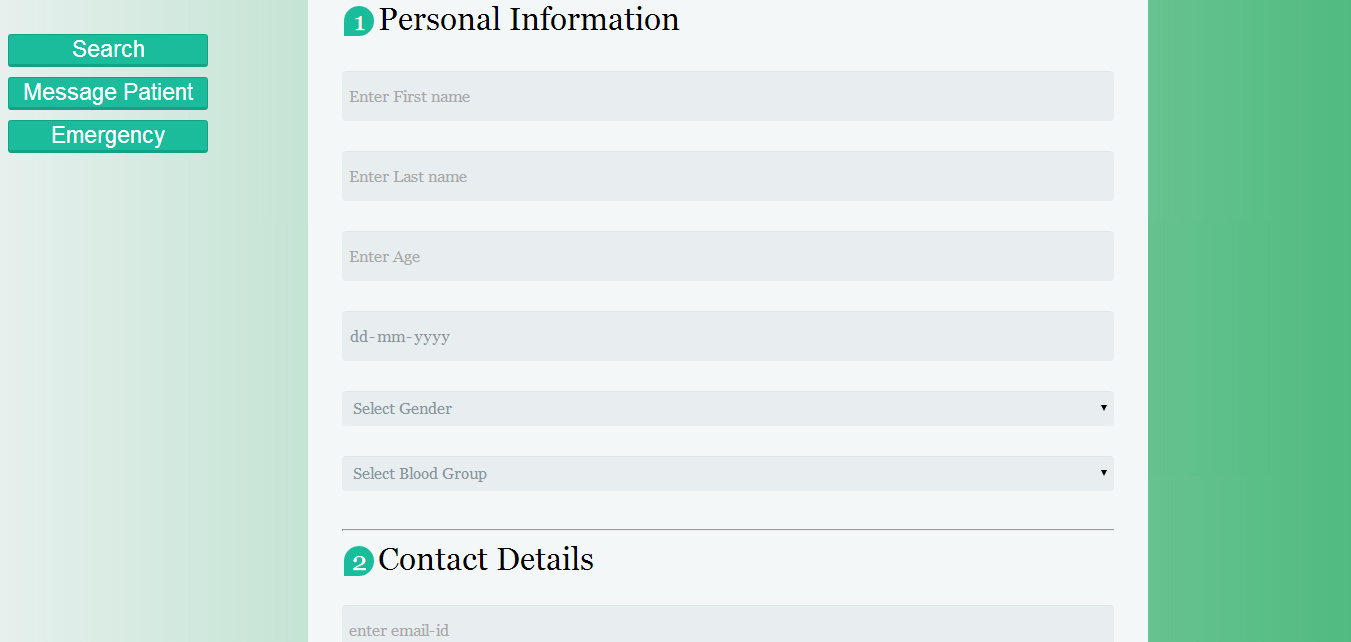 Search
Message Patient
Emergency
1 Personal Information
Enter First name
Enter Last name
Enter Age
dd-mm-yyyy
Select Gender
Select Blood Group
2 Contact Details
enter email-id